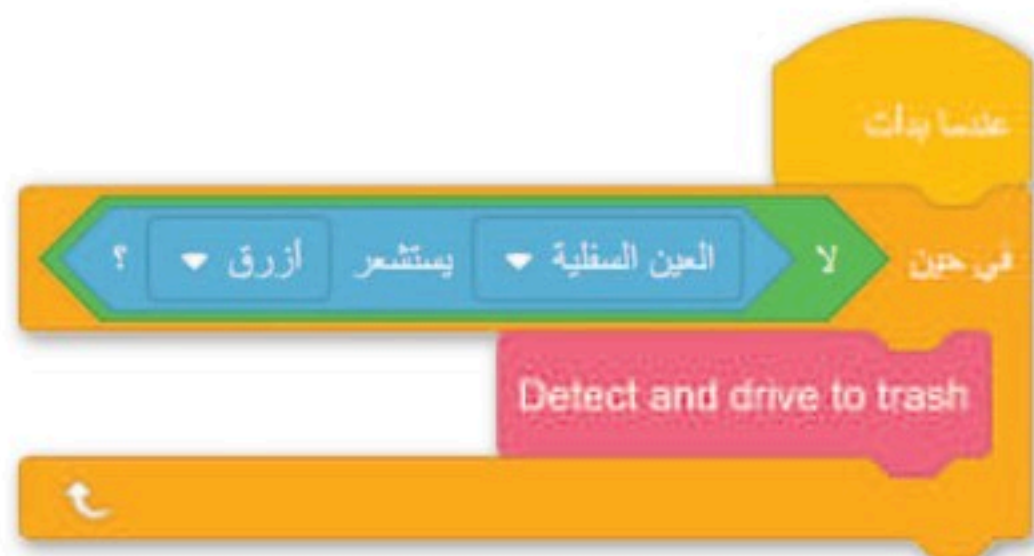 عندما بدأت
في حين لا العين السفلية يستشعر أزرق ؟
Detect and drive to trash